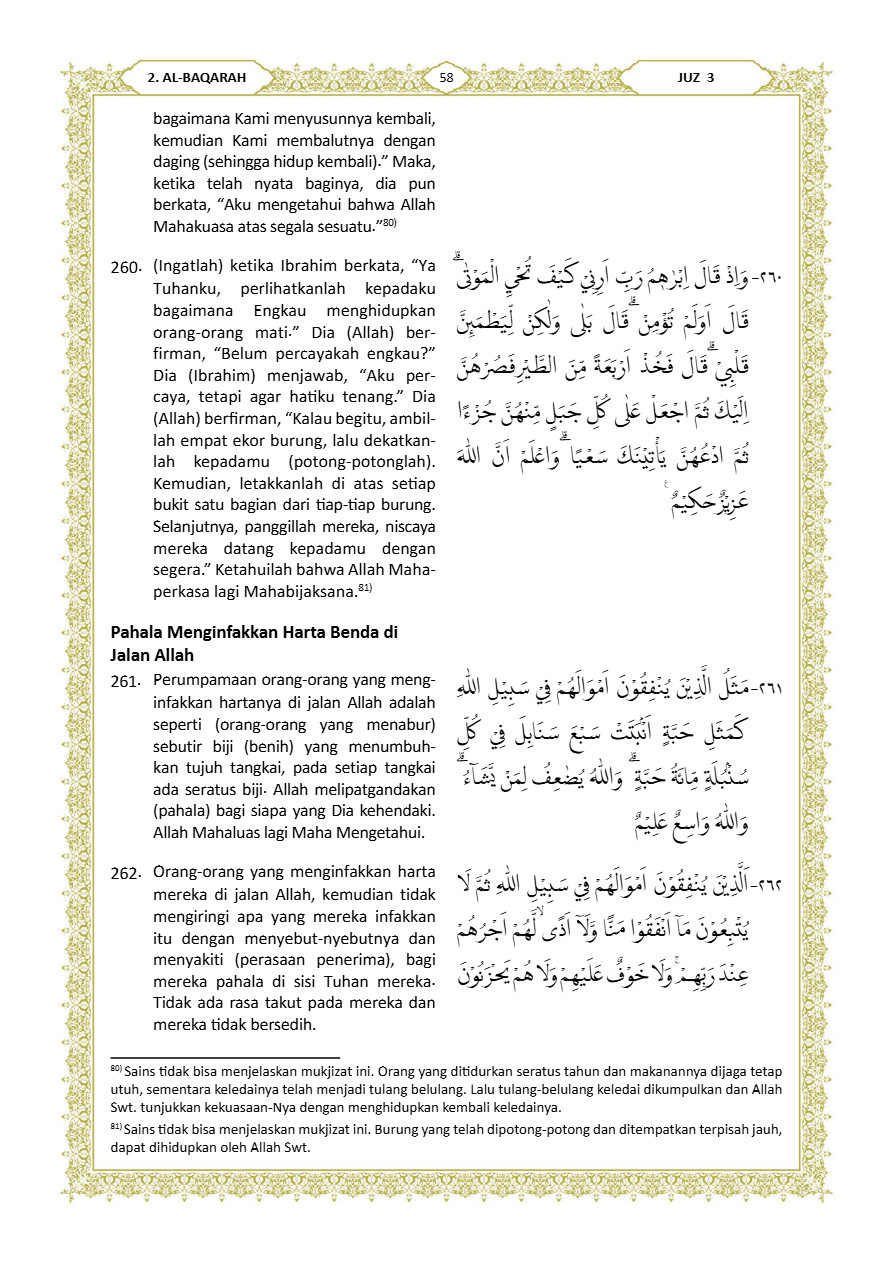 2. AL-BAQARAH
58
JUZ 3
bagaimana Kami menyusunnya kembali,
kemudian Kami membalutnya dengan
daging (sehingga hidup kembali).” Maka,
ketika telah nyata baginya, dia pun
berkata, “Aku mengetahui bahwa Allah
Mahakuasa atas segala sesuatu.”80)
260. (Ingatlah) ketika Ibrahim berkata, “Ya
Tuhanku, perlihatkanlah kepadaku
bagaimana Engkau menghidupkan
orang-orang mati.” Dia (Allah) ber-
firman, “Belum percayakah engkau?”
Dia (Ibrahim) menjawab, “Aku per-
caya, tetapi agar hatiku tenang.” Dia
(Allah) berfirman, “Kalau begitu, ambil-
lah empat ekor burung, lalu dekatkan-
lah kepadamu (potong-potonglah).
Kemudian, letakkanlah di atas setiap
bukit satu bagian dari tiap-tiap burung.
Selanjutnya, panggillah mereka, niscaya
mereka datang kepadamu dengan
segera.” Ketahuilah bahwa Allah Maha-
perkasa lagi Mahabijaksana.81)
٢٦٠- وَاِذْ قَالَ اِبْرٰهٖمُ رَبِّ اَرِنِيْ كَيْفَ تُحْيِ الْمَوْتٰىۗ
قَالَ اَوَلَمْ تُؤْمِنْۗ قَالَ بَلٰى وَلٰكِنْ لِّيَطْمَىِٕنَّ
قَلْبِيْۗ قَالَ فَخُذْ اَرْبَعَةً مِّنَ الطَّيْرِ فَصُرْهُنَّ
اِلَيْكَ ثُمَّ اجْعَلْ عَلٰى كُلِّ جَبَلٍ مِّنْهُنَّ جُزْءًا
ثُمَّ ادْعُهُنَّ يَأْتِيْنَكَ سَعْيًاۗ وَاعْلَمْ اَنَّ اللّٰهَ
عَزِيْزٌ حَكِيْمٌ ࣖ
Pahala Menginfakkan Harta Benda di
Jalan Allah
261. Perumpamaan orang-orang yang meng-
infakkan hartanya di jalan Allah adalah
seperti (orang-orang yang menabur)
sebutir biji (benih) yang menumbuh-
kan tujuh tangkai, pada setiap tangkai
ada seratus biji. Allah melipatgandakan
(pahala) bagi siapa yang Dia kehendaki.
Allah Mahaluas lagi Maha Mengetahui.
٢٦١- مَثَلُ الَّذِيْنَ يُنْفِقُوْنَ اَمْوَالَهُمْ فِيْ سَبِيْلِ اللّٰهِ
كَمَثَلِ حَبَّةٍ اَنْۢبَتَتْ سَبْعَ سَنَابِلَ فِيْ كُلِّ
سُنْۢبُلَةٍ مِّائَةُ حَبَّةٍۗ وَاللّٰهُ يُضٰعِفُ لِمَنْ يَّشَاۤءُۗ
وَاللّٰهُ وَاسِعٌ عَلِيْمٌ
262. Orang-orang yang menginfakkan harta
mereka di jalan Allah, kemudian tidak
mengiringi apa yang mereka infakkan
itu dengan menyebut-nyebutnya dan
menyakiti (perasaan penerima), bagi
mereka pahala di sisi Tuhan mereka.
Tidak ada rasa takut pada mereka dan
mereka tidak bersedih.
٢٦٢- اَلَّذِيْنَ يُنْفِقُوْنَ اَمْوَالَهُمْ فِيْ سَبِيْلِ اللّٰهِ ثُمَّ لَا
يُتْبِعُوْنَ مَآ اَنْفَقُوْا مَنًّا وَّلَآ اَذًىۙ لَّهُمْ اَجْرُهُمْ
عِنْدَ رَبِّهِمْۚ وَلَا خَوْفٌ عَلَيْهِمْ وَلَا هُمْ يَحْزَنُوْنَ
80) Sains tidak bisa menjelaskan mukjizat ini. Orang yang ditidurkan seratus tahun dan makanannya dijaga tetap
utuh, sementara keledainya telah menjadi tulang belulang. Lalu tulang-belulang keledai dikumpulkan dan Allah
Swt. tunjukkan kekuasaan-Nya dengan menghidupkan kembali keledainya.
81) Sains tidak bisa menjelaskan mukjizat ini. Burung yang telah dipotong-potong dan ditempatkan terpisah jauh,
dapat dihidupkan oleh Allah Swt.